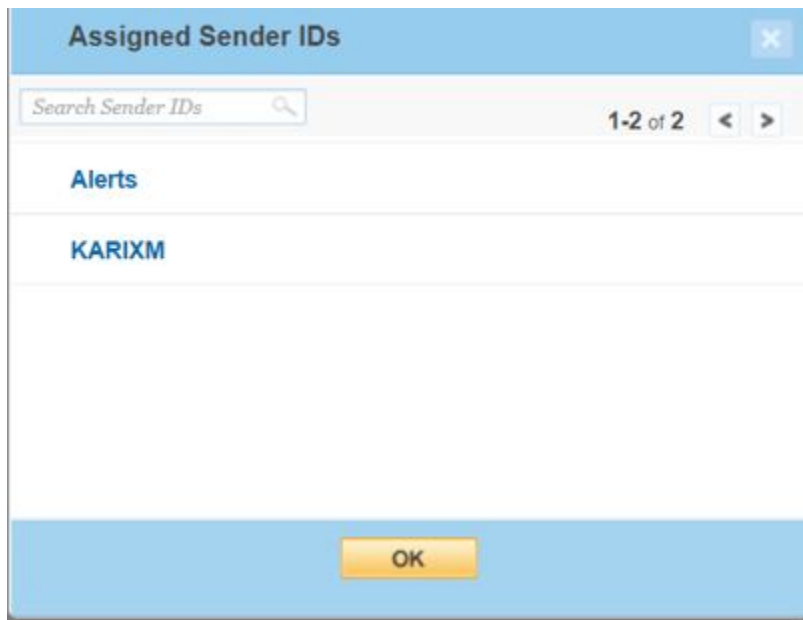 Assigned Sender IDs
Search Sender IDs
1-2 of 2
Alerts
KARIXM
OK